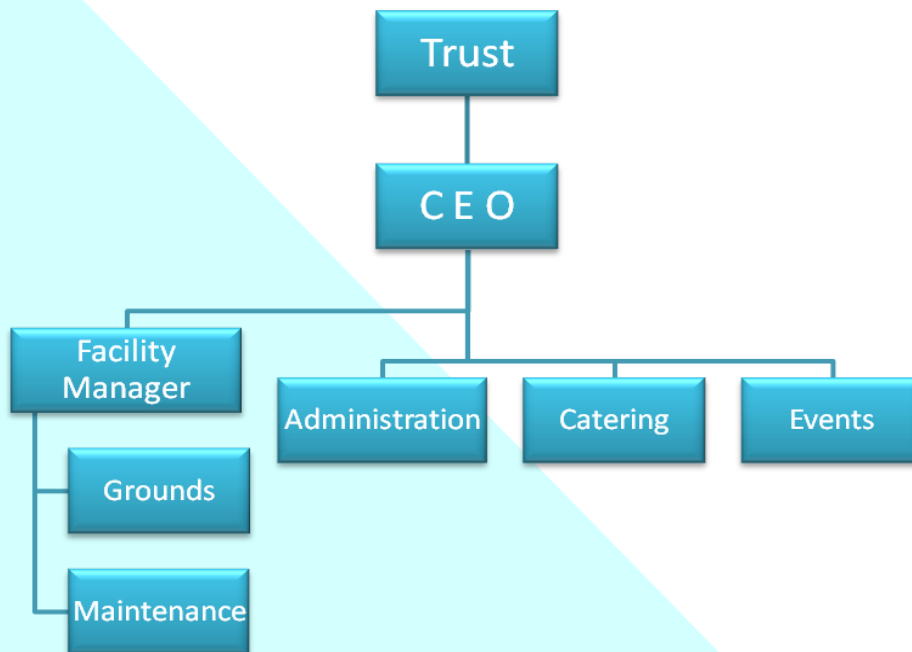 Trust
C E O
Facility
Manager
Administration
Catering
Events
Grounds
Maintenance